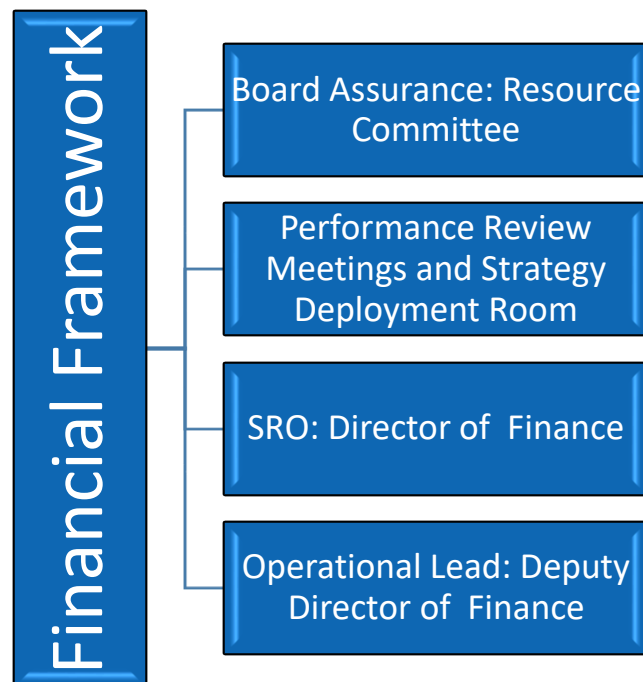 Financial Framework
Board Assurance: Resource
Committee
Performance Review
Meetings and Strategy
Deployment Room
SRO: Director of  Finance
Operational Lead: Deputy
Director of  Finance